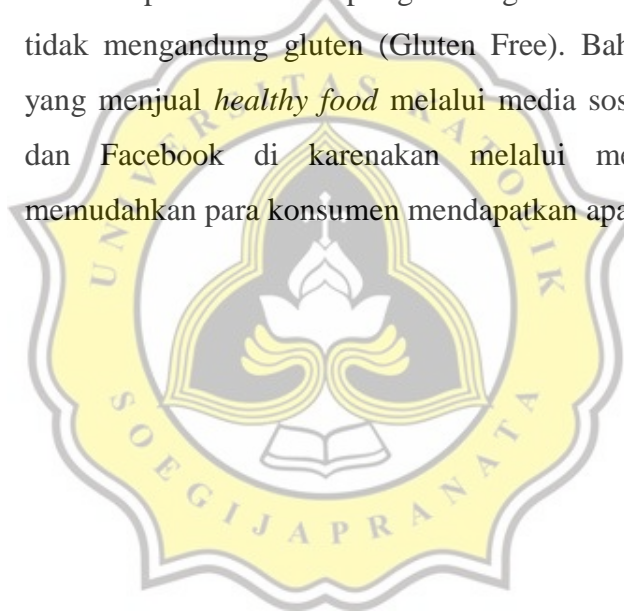 tidak mengandung gluten (Gluten Free). Bah
yang menjual healthy food melalui media sos
dan Facebook di karenakan melalui me
memudahkan para konsumen mendapatkan apa
UNIVERSITAS KATOLIK
SOEGIJAPRANATA